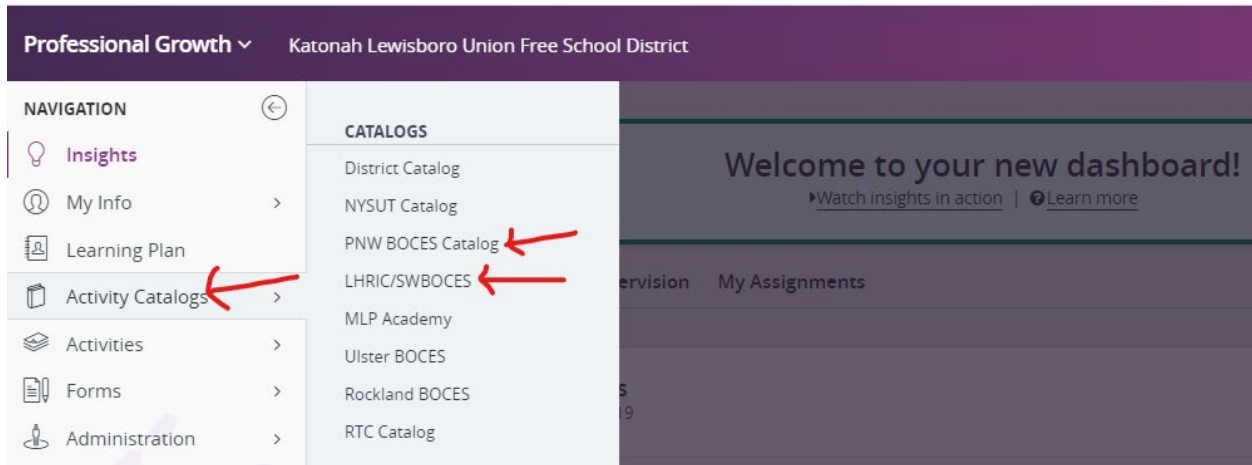 Professional Growth Katonah Lewisboro Union Free School District
NAVIGATION
Insights
My Info
Learning Plan
Activity Catalogs
Activities
Forms
Administration
CATALOGS
District Catalog
NYSUT Catalog
PNW BOCES Catalog
LHRIC/SWBOCES
MLP Academy
Ulster BOCES
Rockland BOCES
RTC Catalog
Welcome to your new dashboard!
Watch insights in action | Learn more
My Assignments